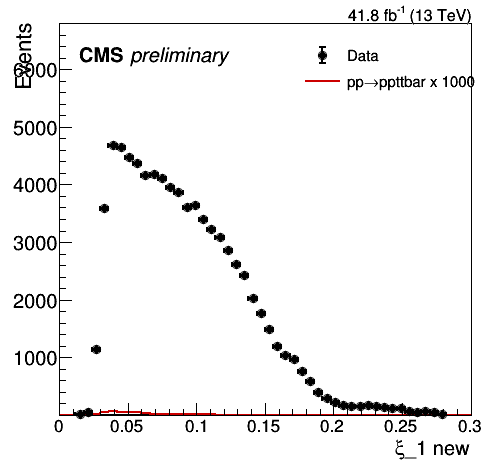 41.8 fb⁻¹ (13 TeV)
Events
CMS preliminary
Data
pp→ppttbar x 1000
6000
5000
4000
3000
2000
1000
0 0.05 0.1 0.15 0.2 0.25 0.3
ξ_1 new